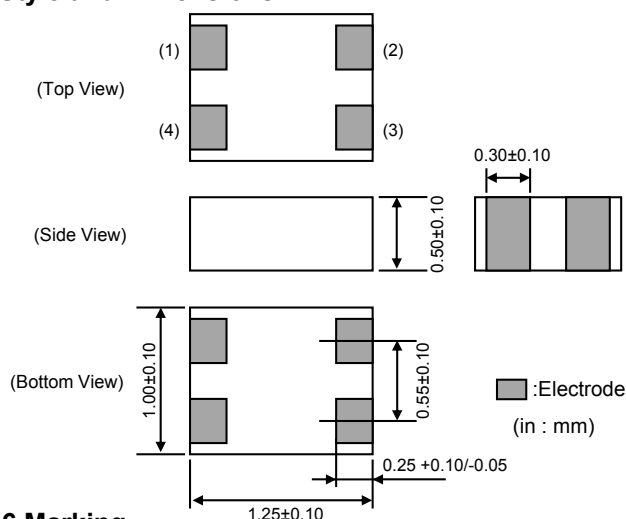 (1)
(2)
(Top View)
(4)
(3)
0.30±0.10
(Side View)
0.50±0.10
(Bottom View)
1.00±0.10
0.55±0.10
:Electrode
(in : mm)
0.25 +0.10/-0.05
1.25±0.10